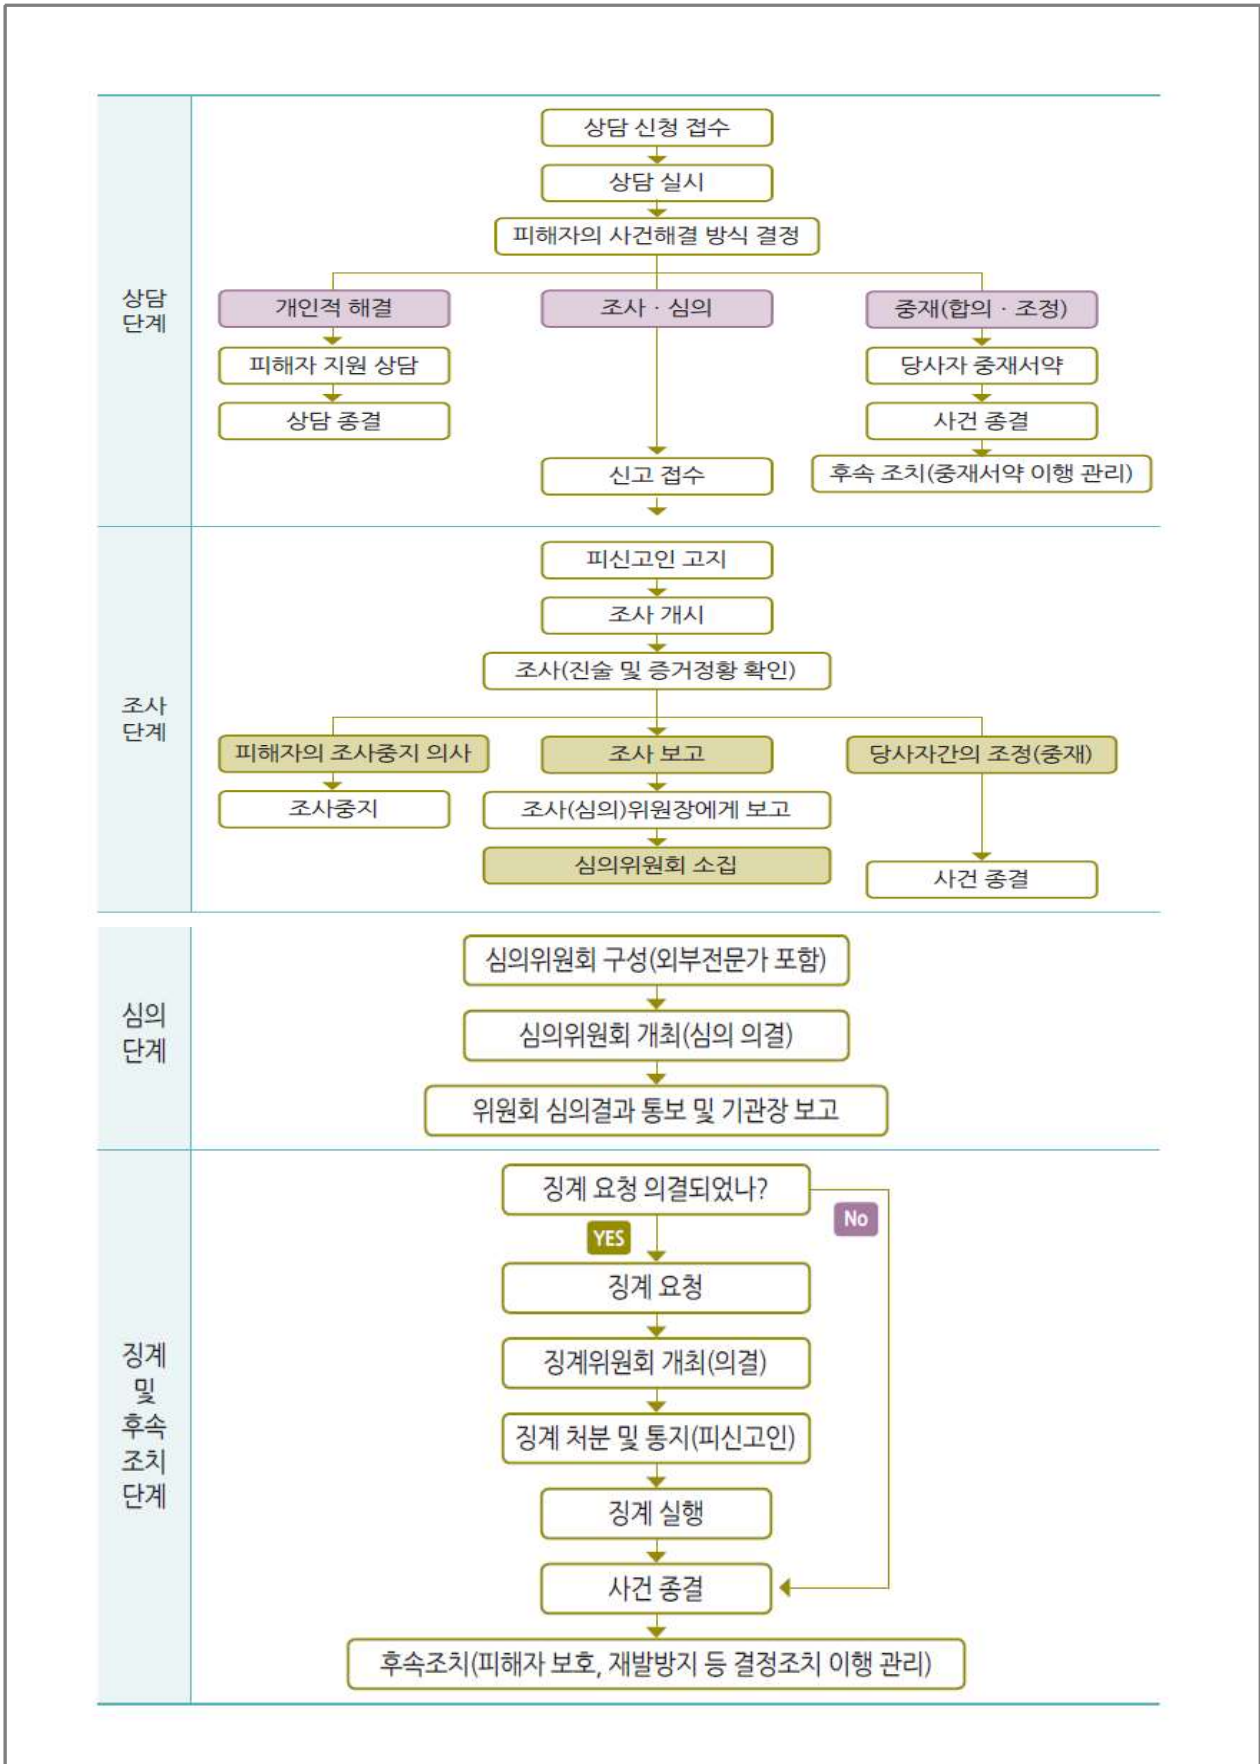 상담
단계
상담 신청 접수
상담 실시
피해자의 사건해결 방식 결정
개인적 해결
조사 · 심의
중재(합의 · 조정)
피해자 지원 상담
당사자 중재서약
상담 종결
사건 종결
신고 접수
후속 조치(중재서약 이행 관리)
조사
단계
피신고인 고지
조사 개시
조사(진술 및 증거정황 확인)
피해자의 조사중지 의사
조사 보고
당사자간의 조정(중재)
조사중지
조사(심의)위원장에게 보고
심의위원회 소집
사건 종결
심의
단계
심의위원회 구성(외부전문가 포함)
심의위원회 개최(심의 의결)
위원회 심의결과 통보 및 기관장 보고
징계
및
후속
조치
단계
징계 요청 의결되었나?
No
YES
징계 요청
징계위원회 개최(의결)
징계 처분 및 통지(피신고인)
징계 실행
사건 종결
후속조치(피해자 보호, 재발방지 등 결정조치 이행 관리)